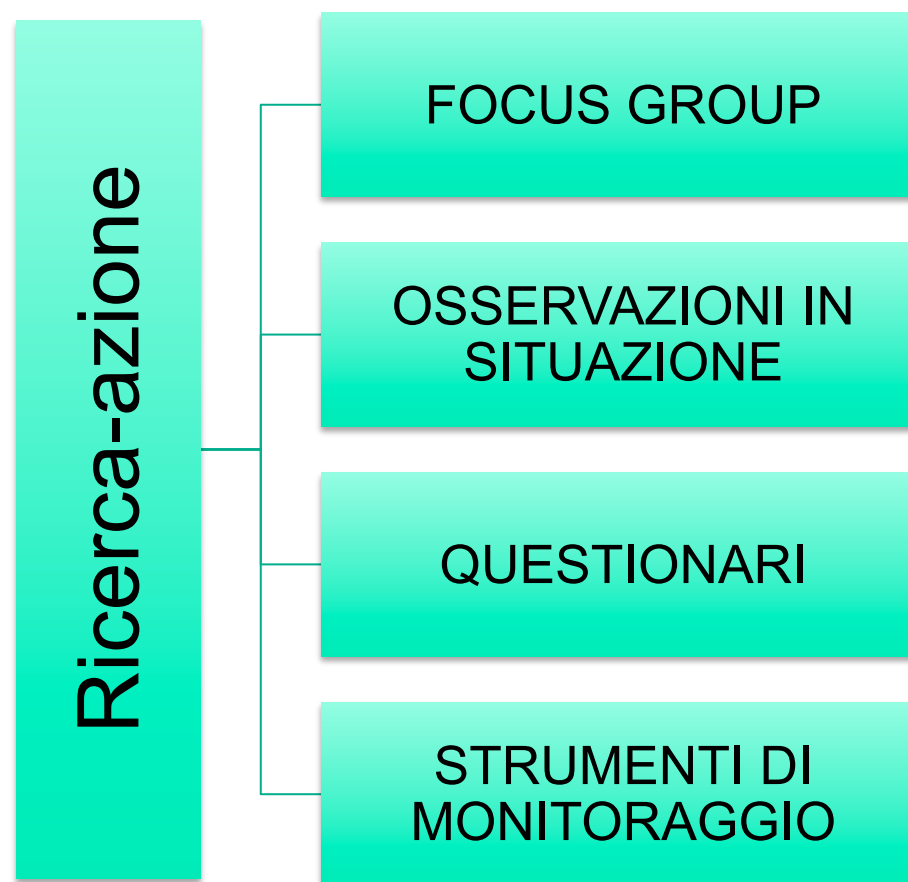 Ricerca-azione
FOCUS GROUP
OSSERVAZIONI IN
SITUAZIONE
QUESTIONARI
STRUMENTI DI
MONITORAGGIO